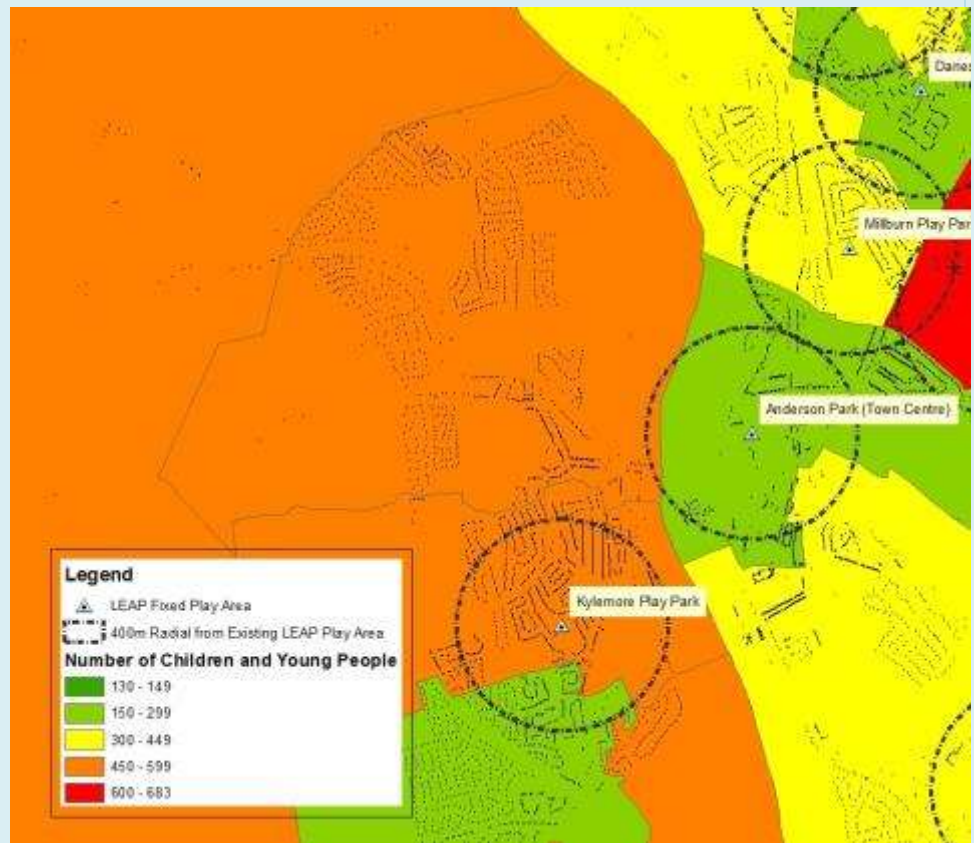 Millburn Play Par
Anderson Park (Town Centre)
Kylemore Play Park
Legend
LEAP Fixed Play Area
400m Radial from Existing LEAP Play Area
Number of Children and Young People
130 - 149
150 - 299
300 - 449
450 - 599
600 - 683